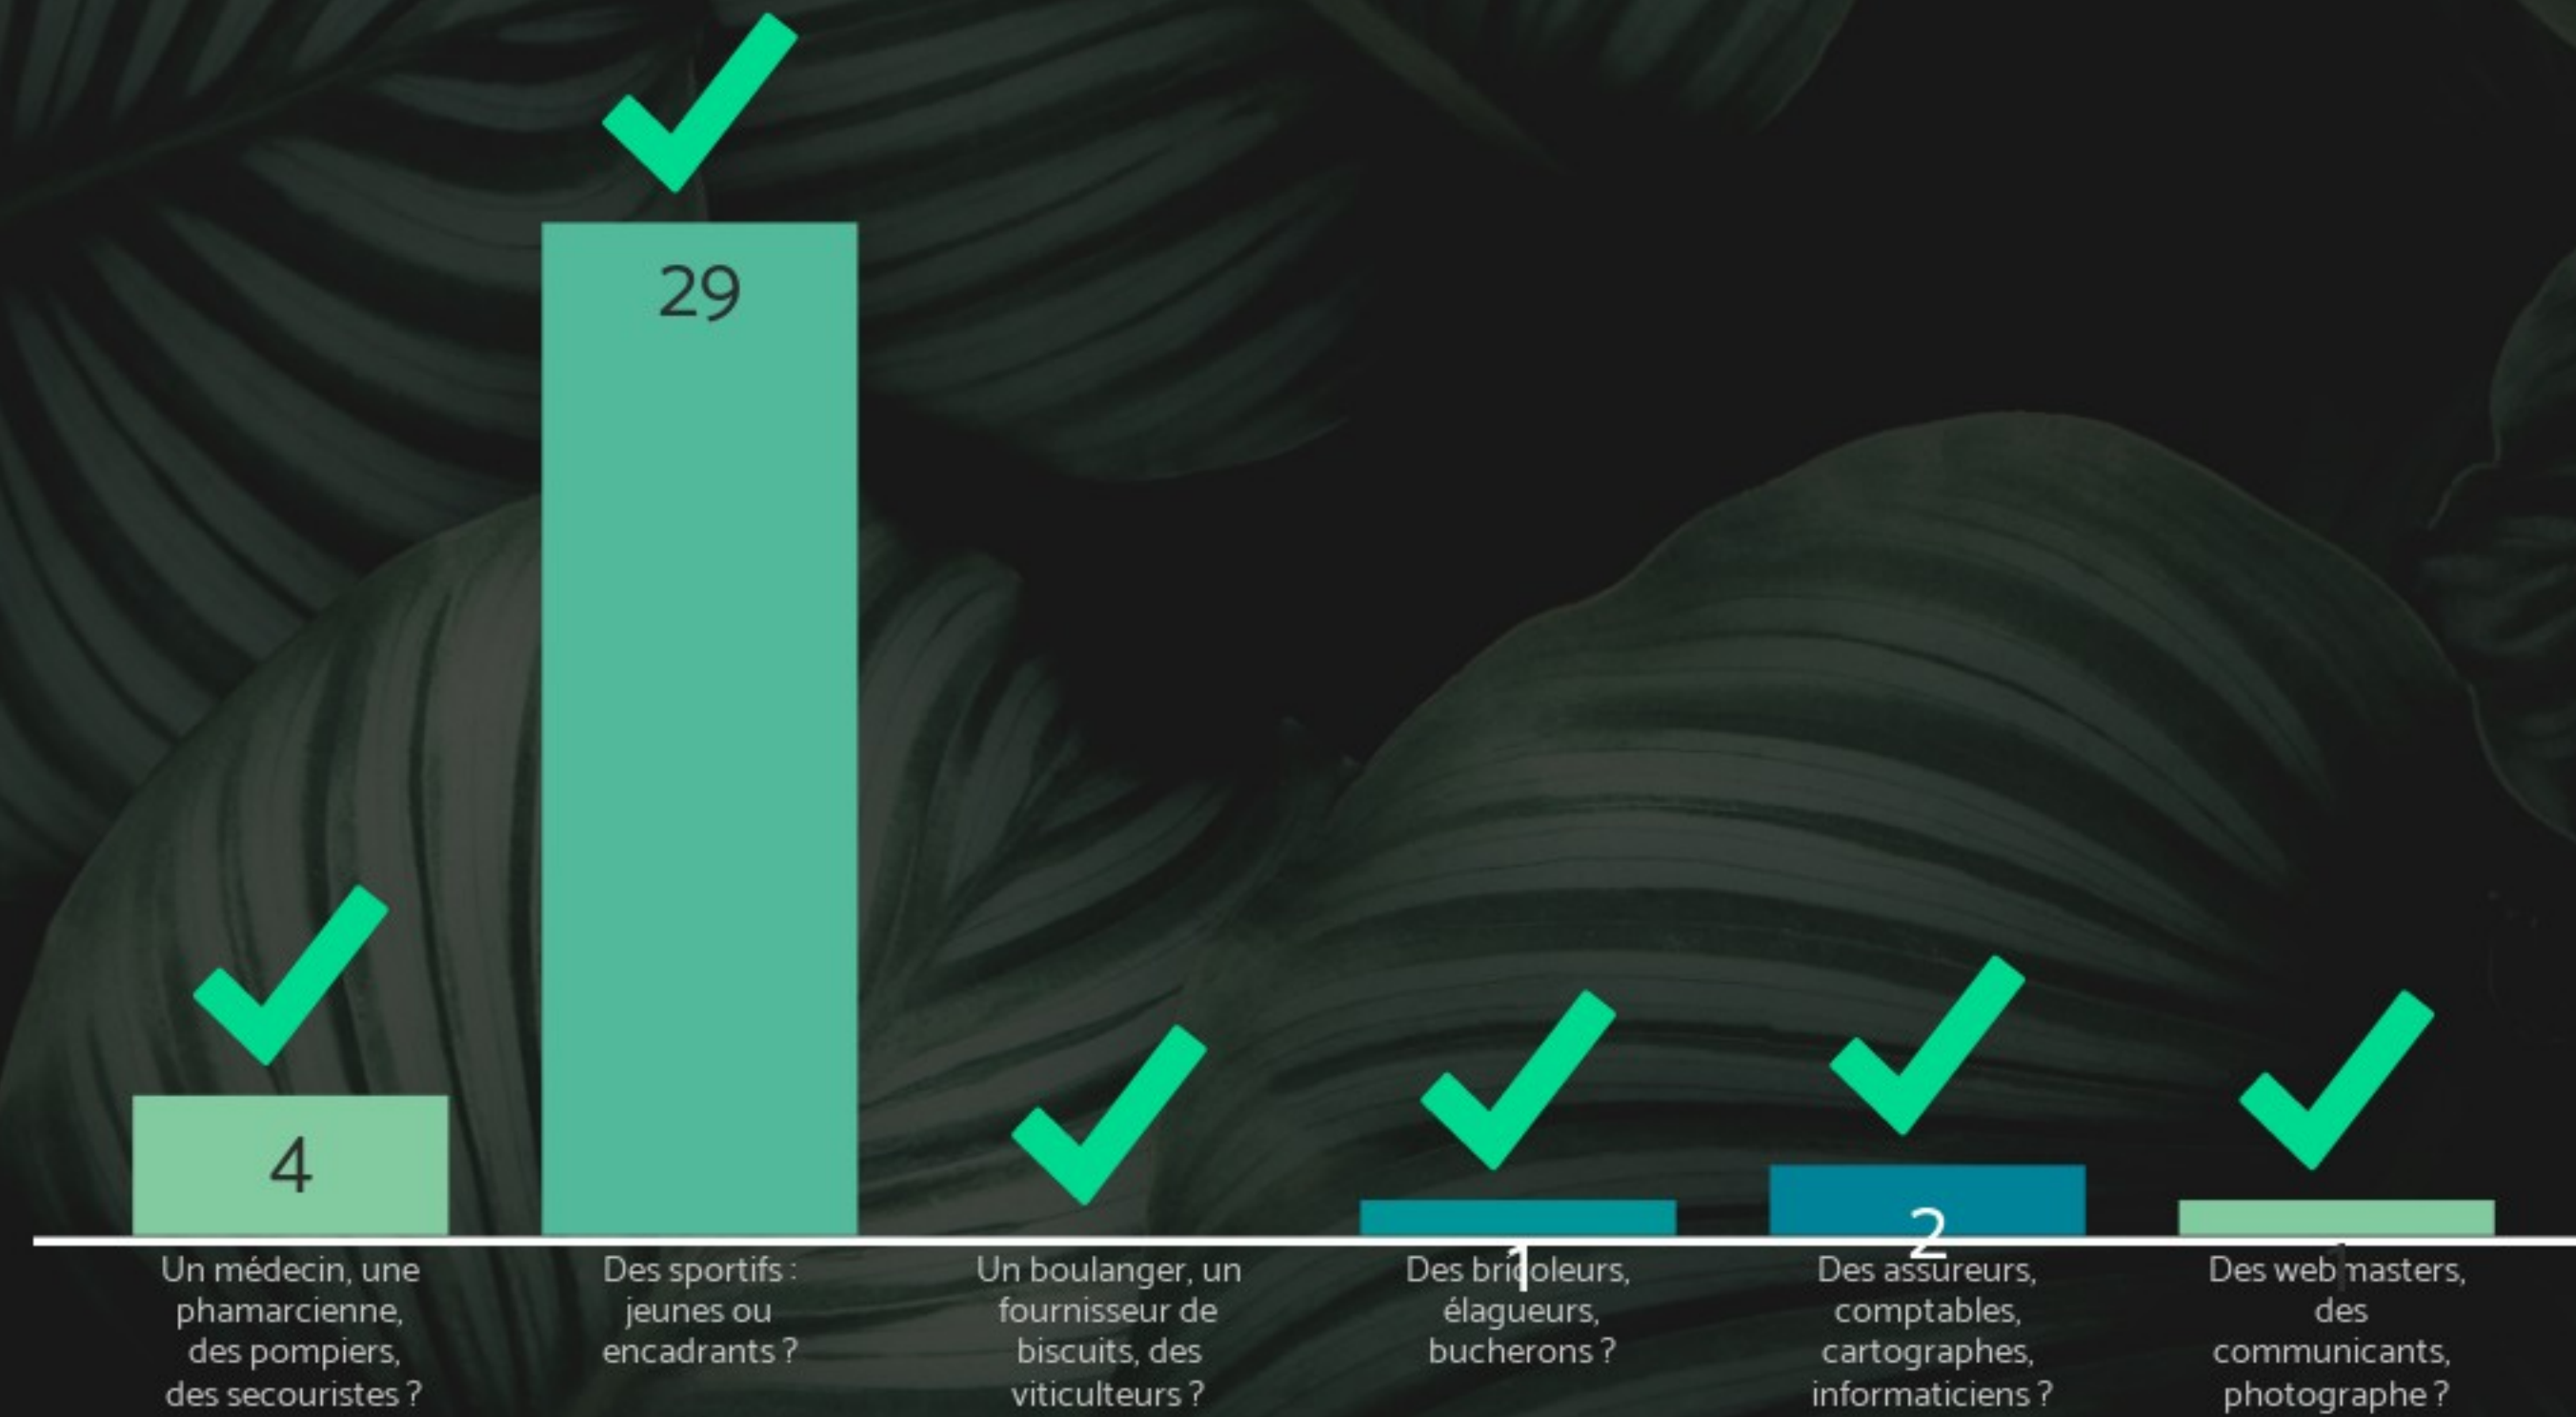 29
4
1
2
1
Un médecin, une
phamarcienne,
des pompiers,
des secouristes ?
Des sportifs :
jeunes ou
encadrants ?
Un boulanger, un
fournisseur de
biscuits, des
viticulteurs ?
Des bricoleurs,
élagueurs,
bucherons ?
Des assureurs,
comptables,
cartographes,
informaticiens ?
Des webmasters,
des
communicants,
photographe ?